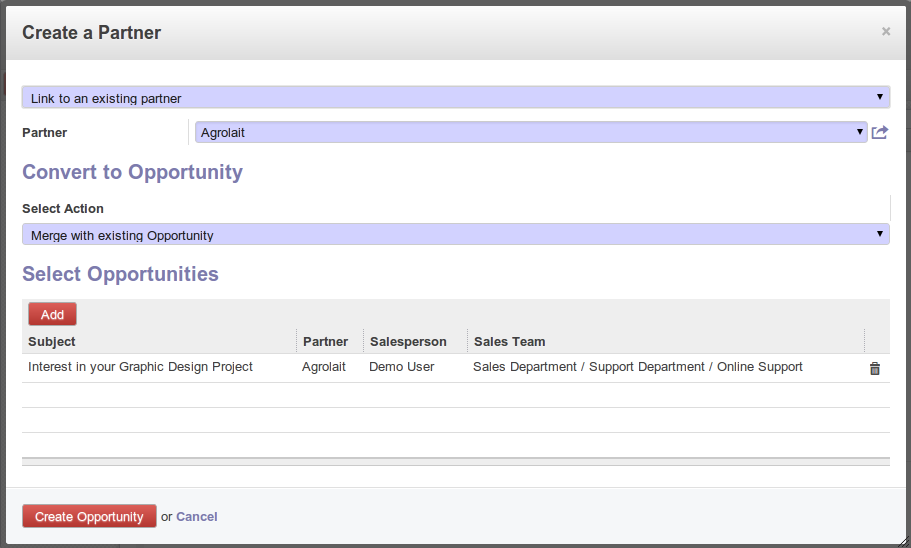 Create a Partner ×
Link to an existing partner
Partner Agrolait
Convert to Opportunity
Select Action
Merge with existing Opportunity
Select Opportunities
Add
Subject Partner Salesperson Sales Team
Interest in your Graphic Design Project Agrolait Demo User Sales Department / Support Department / Online Support
Create Opportunity or Cancel